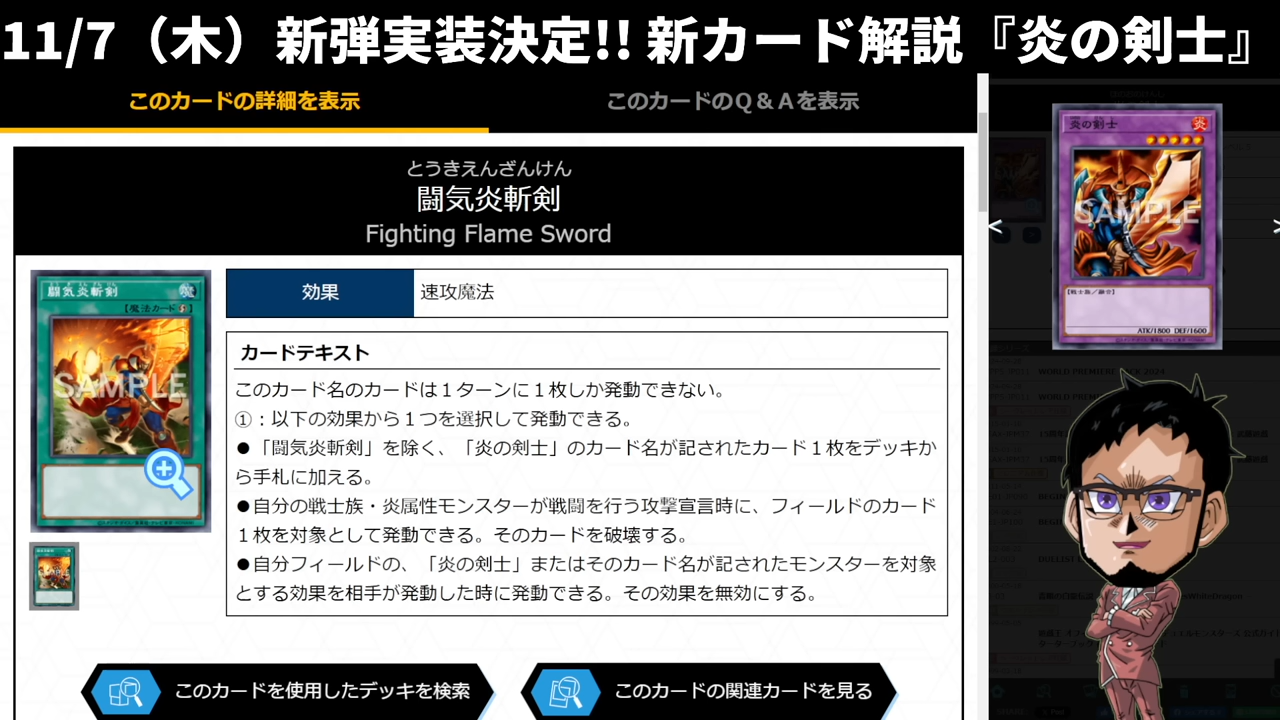 11/7（木）新弾実装決定!! 新カード解説『炎の剣士』
このカードの詳細を表示
このカードのＱ＆Ａを表示
とうきえんざんけん
闘気炎斬剣
Fighting Flame Sword
闘気炎斬剣
【魔法カード】
SAMPLE
効果
速攻魔法
カードテキスト
このカード名のカードは１ターンに１枚しか発動できない。
①：以下の効果から１つを選択して発動できる。
●「闘気炎斬剣」を除く、「炎の剣士」のカード名が記されたカード１枚をデッキか
ら手札に加える。
●自分の戦士族・炎属性モンスターが戦闘を行う攻撃宣言時に、フィールドのカード
１枚を対象として発動できる。そのカードを破壊する。
●自分フィールドの、「炎の剣士」またはそのカード名が記されたモンスターを対象
とする効果を相手が発動した時に発動できる。その効果を無効にする。
このカードを使用したデッキを検索
このカードの関連カードを見る
炎の剣士
炎
SAMPLE
【戦士族／融合】
ATK/1800 DEF/1600
<
>
WORLD PREMIERE PACK 2024